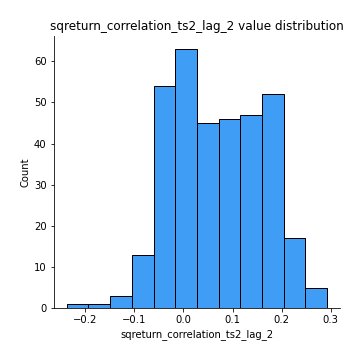 sqreturn_correlation_ts2_lag_2 value distribution
60
50
40
30
20
10
0
Count
−0.2 −0.1 0.0 0.1 0.2 0.3
sqreturn_correlation_ts2_lag_2